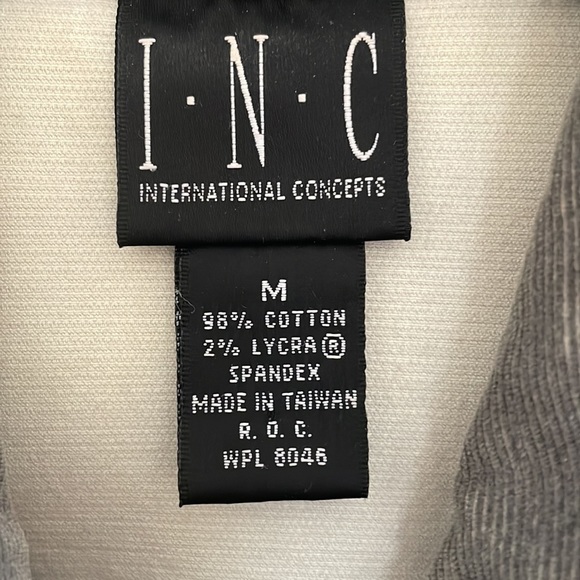 I·N·C
INTERNATIONAL CONCEPTS
M
98% COTTON
2% LYCRA®
SPANDEX
MADE IN TAIWAN
R. O. C.
WPL 8046